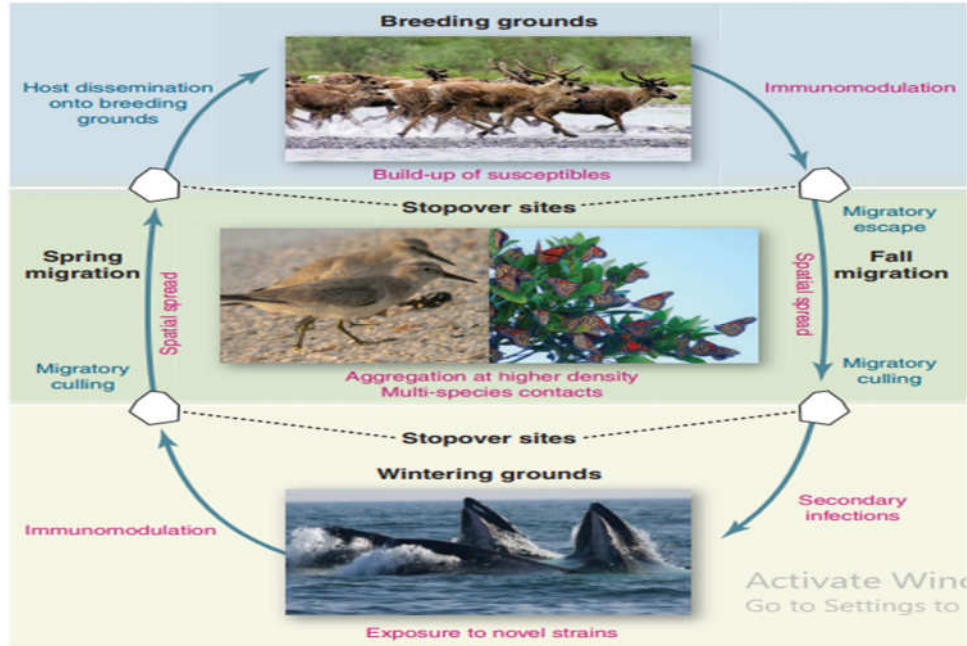 Breeding grounds
Host dissemination
onto breeding
grounds
Immunomodulation
Build-up of susceptibles
Stopover sites
Migratory
escape
Spring
migration
Spatial spread
Spatial spread
Fall
migration
Migratory
culling
Migratory
culling
Aggregation at higher density
Multi-species contacts
Stopover sites
Wintering grounds
Immunomodulation
Secondary
infections
Exposure to novel strains
Activate Winc
Go to Settings to